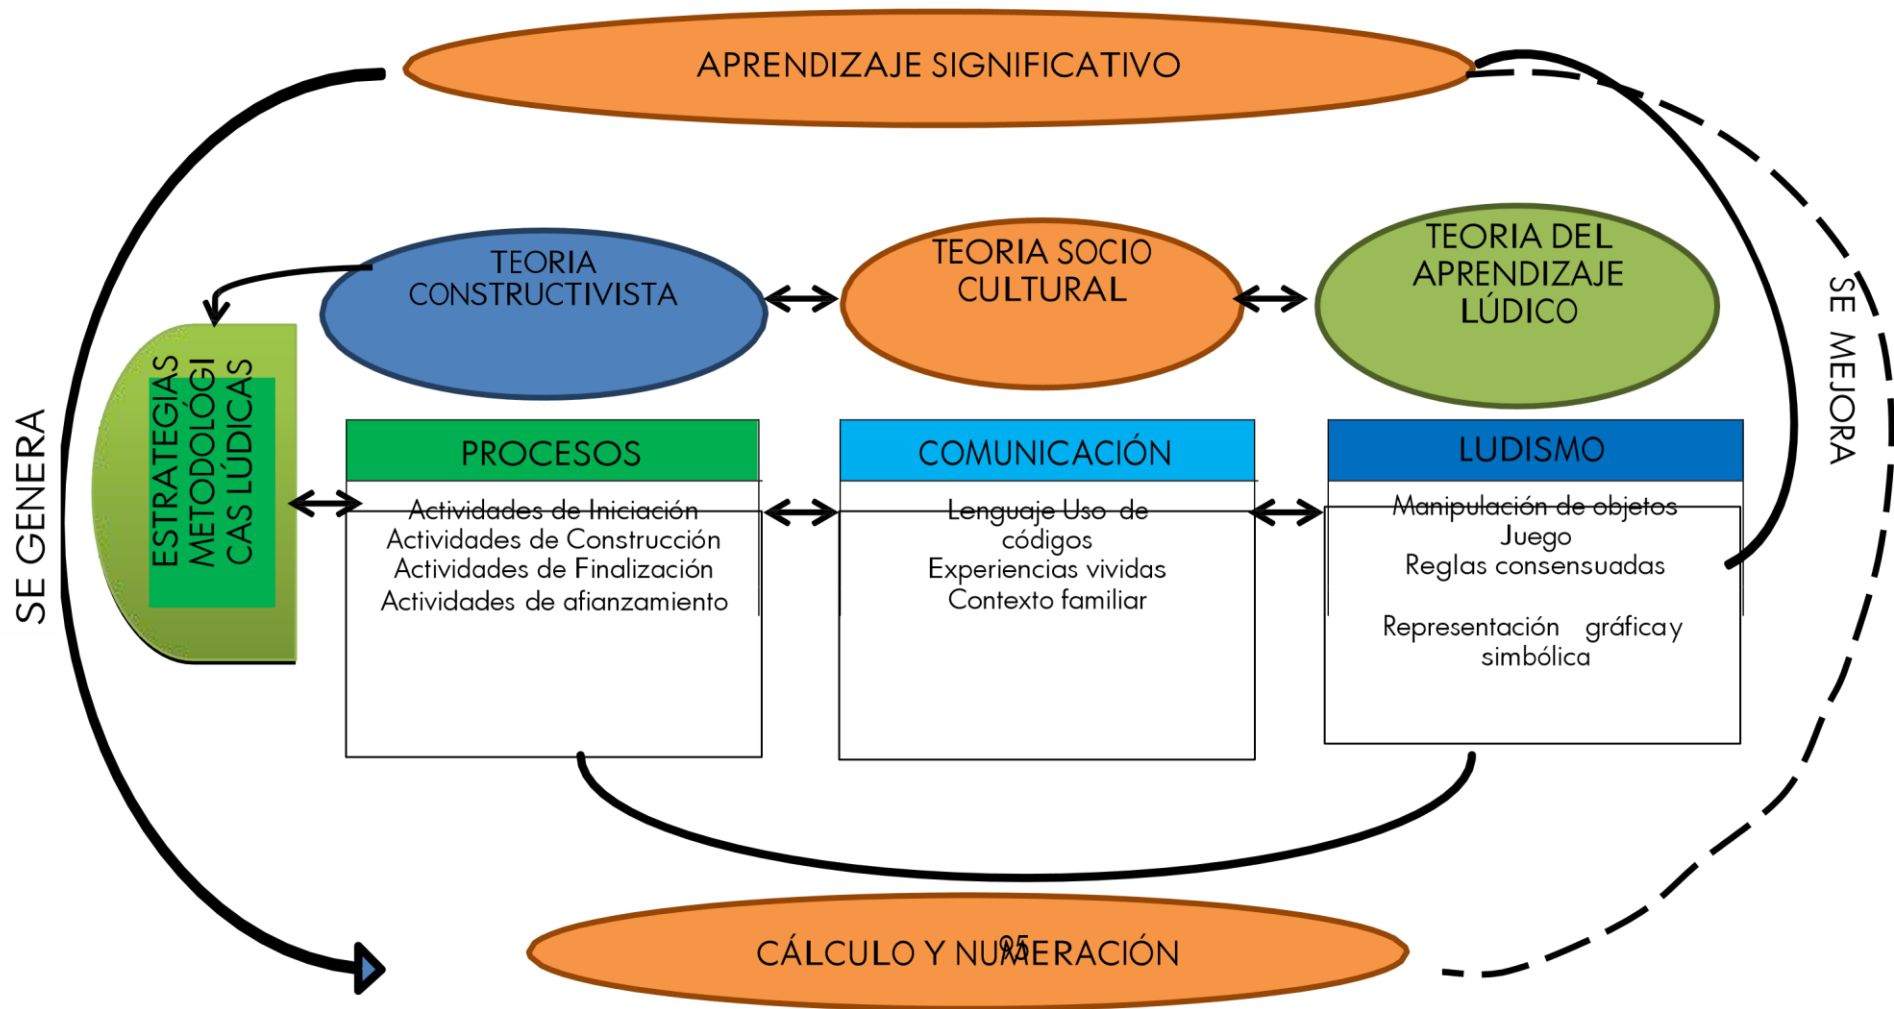 APRENDIZAJE SIGNIFICATIVO
TEORIA
CONSTRUCTIVISTA
TEORIA SOCIO
CULTURAL
TEORIA DEL
APRENDIZAJE
LÚDICO
SE GENERA
ESTRATEGIAS
METODOLÓGI
CAS LÚDICAS
SE MEJORA
PROCESOS
Actividades de Iniciación
Actividades de Construcción
Actividades de Finalización
Actividades de afianzamiento
COMUNICACIÓN
Lenguaje Uso de
códigos
Experiencias vividas
Contexto familiar
LUDISMO
Manipulación de objetos
Juego
Reglas consensuadas
Representación gráfica y
simbólica
CÁLCULO Y NUMERACIÓN
95